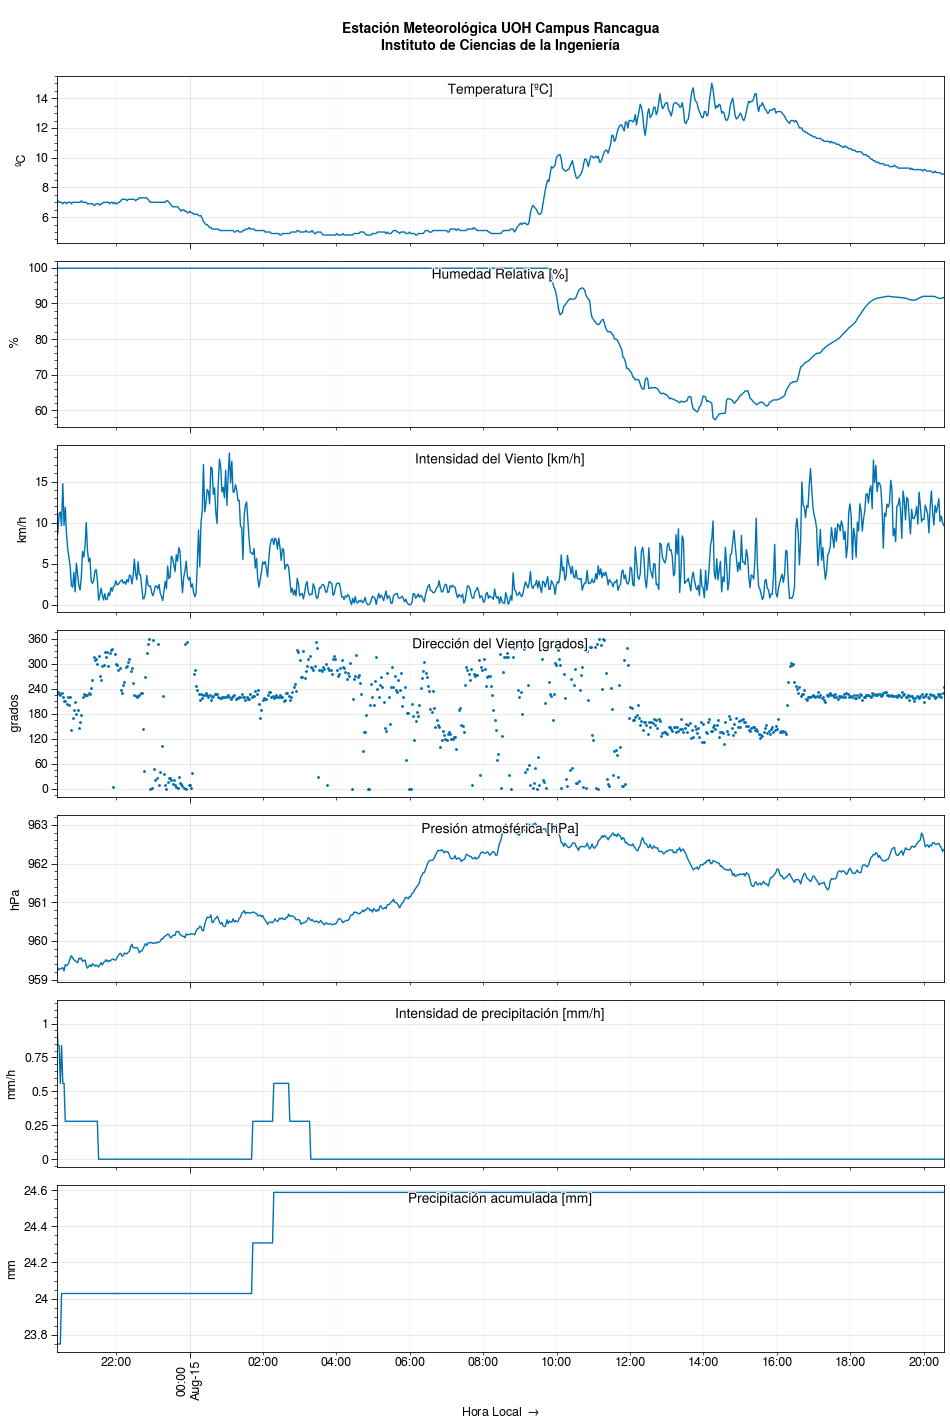 Estación Meteorológica UOH Campus Rancagua
Instituto de Ciencias de la Ingeniería
Temperatura [ºC]
ºC
14
12
10
8
6
Humedad Relativa [%]
%
100
90
80
70
60
Intensidad del Viento [km/h]
km/h
15
10
5
0
Dirección del Viento [grados]
grados
360
300
240
180
120
60
0
Presión atmosférica [hPa]
hPa
963
962
961
960
959
Intensidad de precipitación [mm/h]
mm/h
1
0.75
0.5
0.25
0
Precipitación acumulada [mm]
mm
24.6
24.4
24.2
24
23.8
22:00
00:00
Aug-15
02:00
04:00
06:00
08:00
10:00
12:00
14:00
16:00
18:00
20:00
Hora Local →